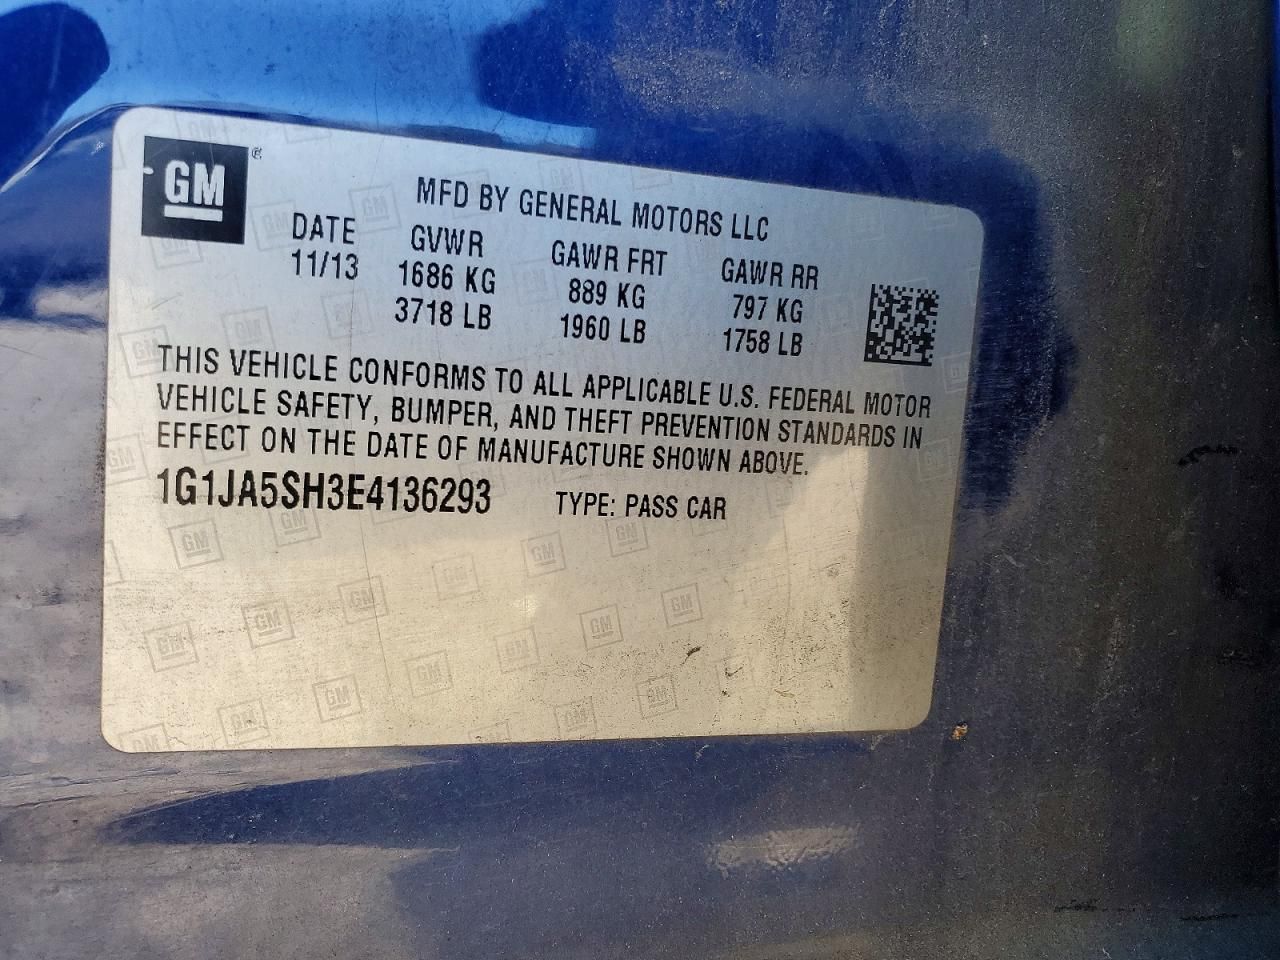 GM
MFD BY GENERAL MOTORS LLC
DATE GVWR GAWR FRT GAWR RR
11/13 1686 KG 889 KG 797 KG
3718 LB 1960 LB 1758 LB
THIS VEHICLE CONFORMS TO ALL APPLICABLE U.S. FEDERAL MOTOR
VEHICLE SAFETY, BUMPER, AND THEFT PREVENTION STANDARDS IN
EFFECT ON THE DATE OF MANUFACTURE SHOWN ABOVE.
1G1JA5SH3E4136293 TYPE: PASS CAR